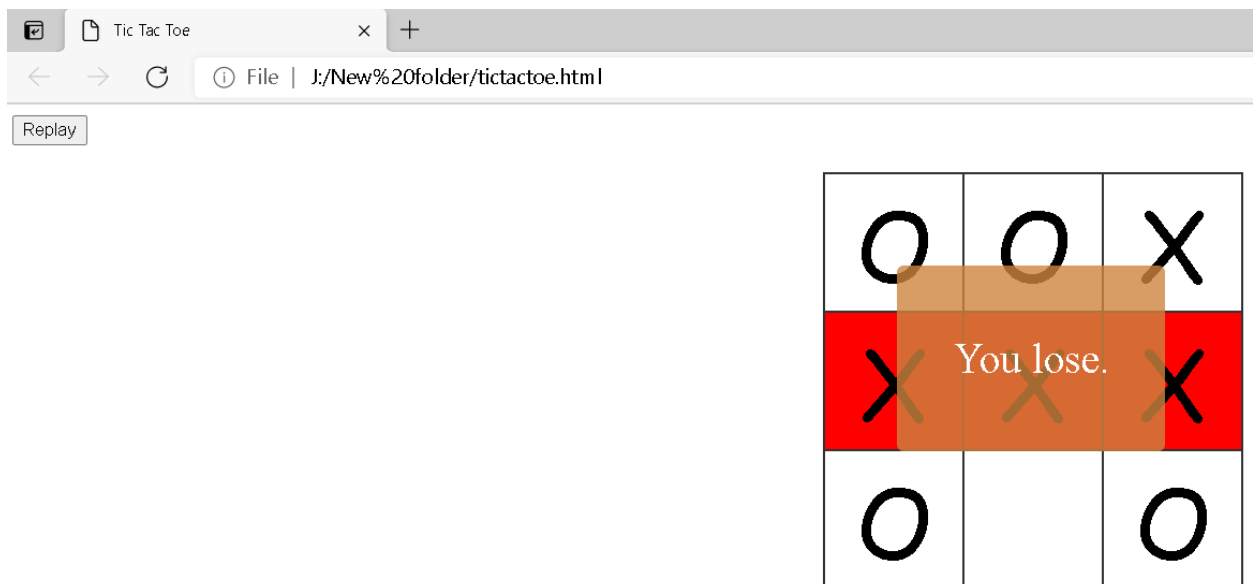 Tic Tac Toe
File | J:/New%20folder/tictactoe.html
Replay
O O X
You lose.
X X X
O O